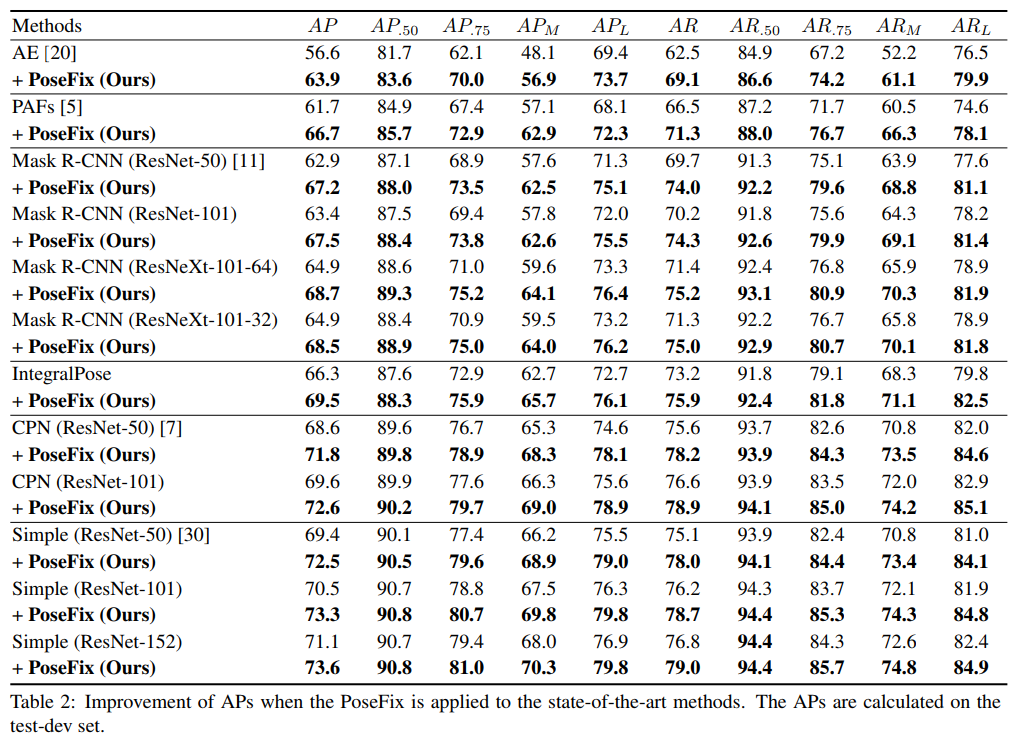 Methods AP AP.50 AP.75 APM APL AR AR.50 AR.75 ARM ARL
AE [20] 56.6 81.7 62.1 48.1 69.4 62.5 84.9 67.2 52.2 76.5
+ PoseFix (Ours) 63.9 83.6 70.0 56.9 73.7 69.1 86.6 74.2 61.1 79.9
PAFs [5] 61.7 84.9 67.4 57.1 68.1 66.5 87.2 71.7 60.5 74.6
+ PoseFix (Ours) 66.7 85.7 72.9 62.9 72.3 71.3 88.0 76.7 66.3 78.1
Mask R-CNN (ResNet-50) [11] 62.9 87.1 68.9 57.6 71.3 69.7 91.3 75.1 63.9 77.6
+ PoseFix (Ours) 67.2 88.0 73.5 62.5 75.1 74.0 92.2 79.6 68.8 81.1
Mask R-CNN (ResNet-101) 63.4 87.5 69.4 57.8 72.0 70.2 91.8 75.6 64.3 78.2
+ PoseFix (Ours) 67.5 88.4 73.8 62.6 75.5 74.3 92.6 79.9 69.1 81.4
Mask R-CNN (ResNeXt-101-64) 64.9 88.6 71.0 59.6 73.3 71.4 92.4 76.8 65.9 78.9
+ PoseFix (Ours) 68.7 89.3 75.2 64.1 76.4 75.2 93.1 80.9 70.3 81.9
Mask R-CNN (ResNeXt-101-32) 64.9 88.4 70.9 59.5 73.2 71.3 92.2 76.7 65.8 78.9
+ PoseFix (Ours) 68.5 88.9 75.0 64.0 76.2 75.0 92.9 80.7 70.1 81.8
IntegralPose 66.3 87.6 72.9 62.7 72.7 73.2 91.8 79.1 68.3 79.8
+ PoseFix (Ours) 69.5 88.3 75.9 65.7 76.1 75.9 92.4 81.8 71.1 82.5
CPN (ResNet-50) [7] 68.6 89.6 76.7 65.3 74.6 75.6 93.7 82.6 70.8 82.0
+ PoseFix (Ours) 71.8 89.8 78.9 68.3 78.1 78.2 93.9 84.3 73.5 84.6
CPN (ResNet-101) 69.6 89.9 77.6 66.3 75.6 76.6 93.9 83.5 72.0 82.9
+ PoseFix (Ours) 72.6 90.2 79.7 69.0 78.9 78.9 94.1 85.0 74.2 85.1
Simple (ResNet-50) [30] 69.4 90.1 77.4 66.2 75.5 75.1 93.9 82.4 70.8 81.0
+ PoseFix (Ours) 72.5 90.5 79.6 68.9 79.0 78.0 94.1 84.4 73.4 84.1
Simple (ResNet-101) 70.5 90.7 78.8 67.5 76.3 76.2 94.3 83.7 72.1 81.9
+ PoseFix (Ours) 73.3 90.8 80.7 69.8 79.8 78.7 94.4 85.3 74.3 84.8
Simple (ResNet-152) 71.1 90.7 79.4 68.0 76.9 76.8 94.4 84.3 72.6 82.4
+ PoseFix (Ours) 73.6 90.8 81.0 70.3 79.8 79.0 94.4 85.7 74.8 84.9
Table 2: Improvement of APs when the PoseFix is applied to the state-of-the-art methods. The APs are calculated on the
test-dev set.